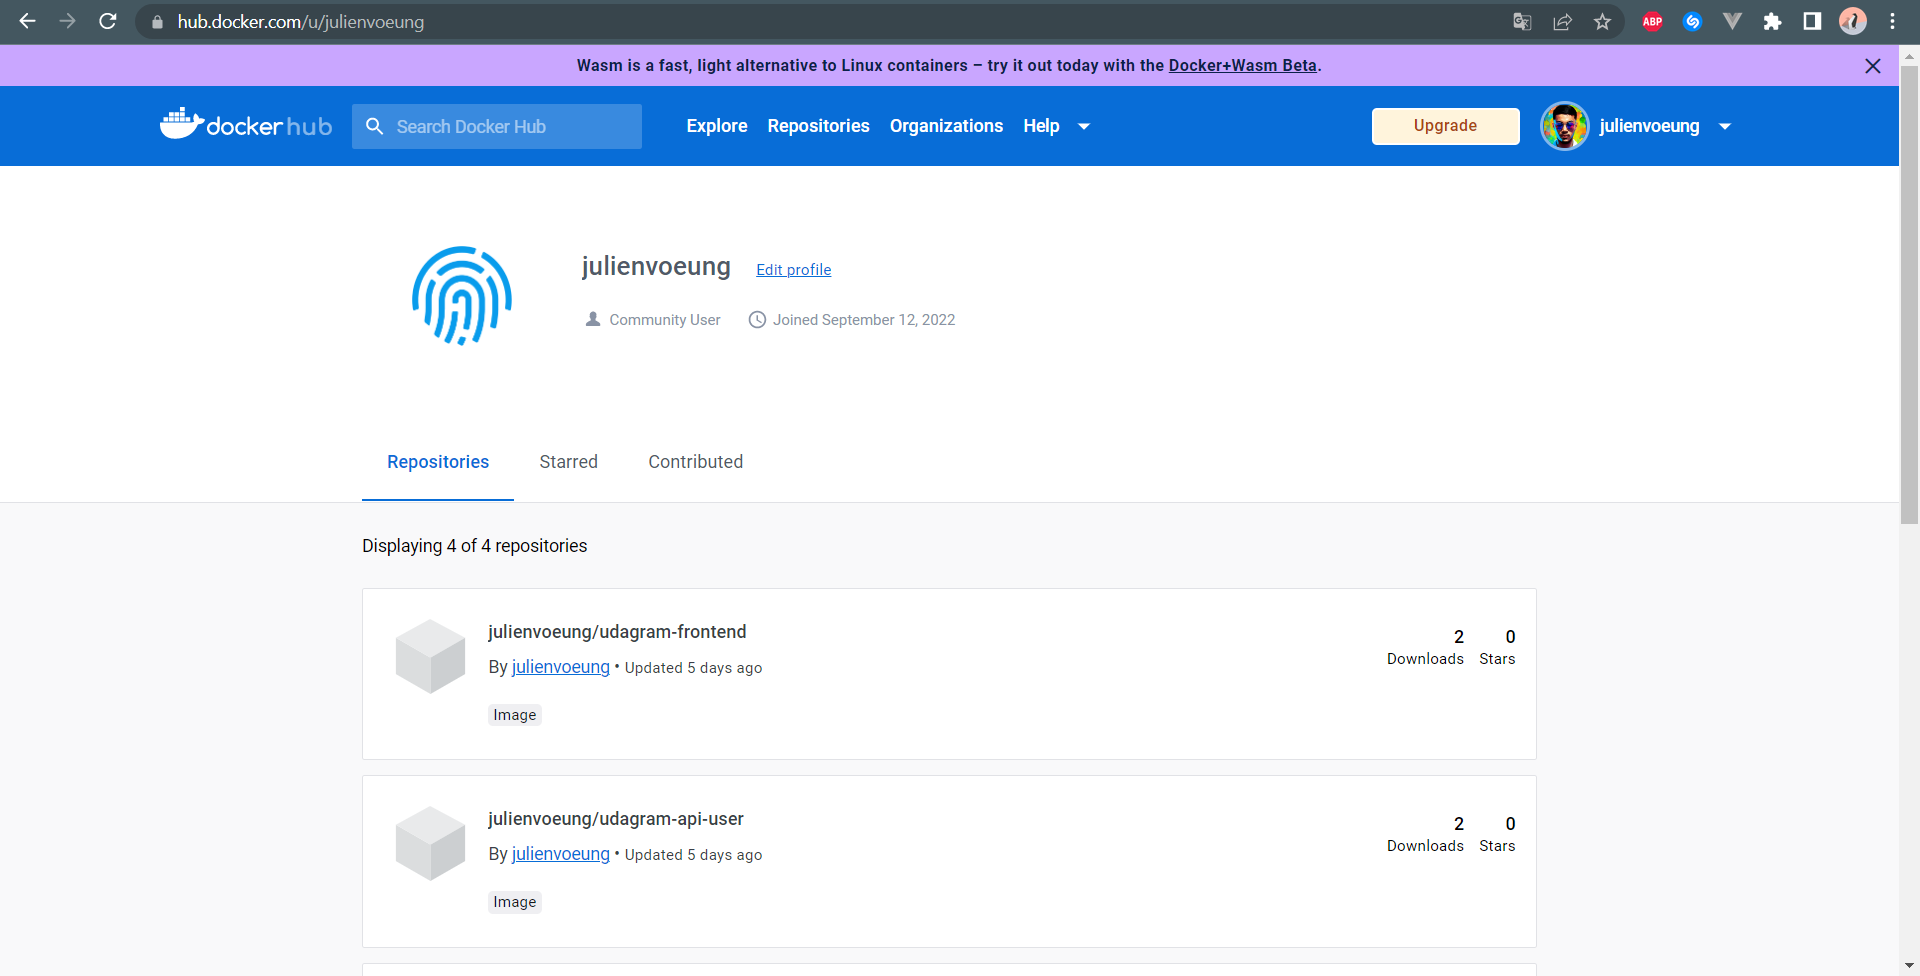 hub.docker.com/u/julienvoeung
ABP
Wasm is a fast, light alternative to Linux containers – try it out today with the Docker+Wasm Beta.
dockerhub
Search Docker Hub
Explore Repositories Organizations Help
Upgrade
julienvoeung
julienvoeung Edit profile
Community User Joined September 12, 2022
Repositories Starred Contributed
Displaying 4 of 4 repositories
julienvoeung/udagram-frontend
By julienvoeung • Updated 5 days ago
Image
2 0
Downloads Stars
julienvoeung/udagram-api-user
By julienvoeung • Updated 5 days ago
Image
2 0
Downloads Stars